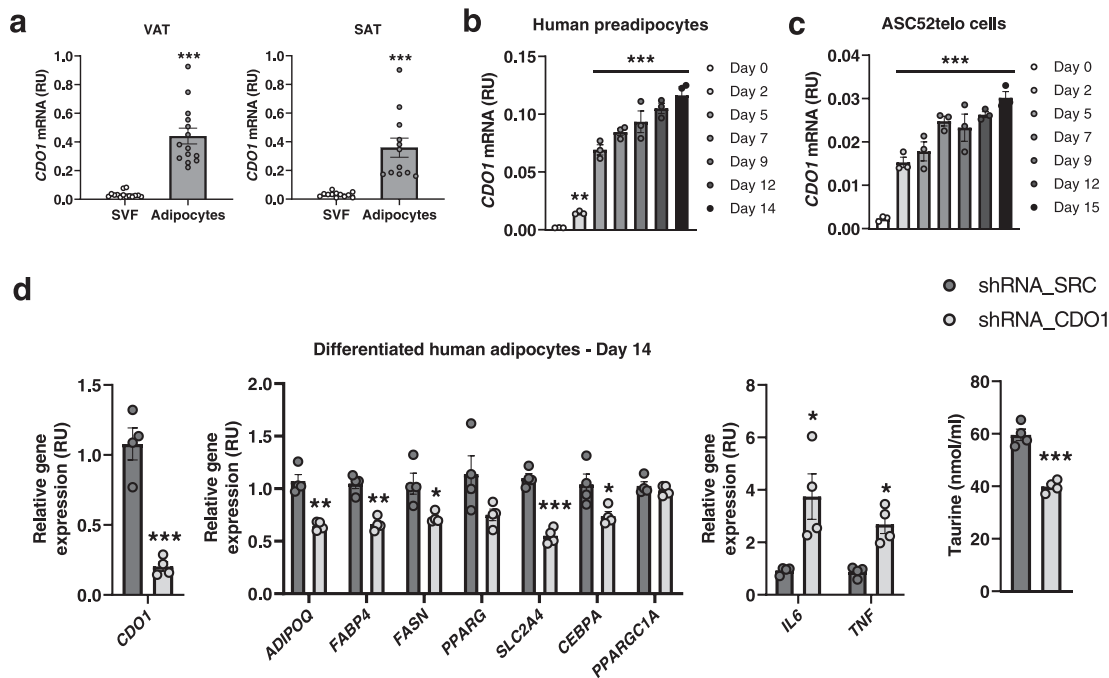 a
VAT
***
CDO1 mRNA (RU)
1.0
0.8
0.6
0.4
0.2
0.0
SVF Adipocytes
SAT
***
CDO1 mRNA (RU)
1.0
0.8
0.6
0.4
0.2
0.0
SVF Adipocytes
b
Human preadipocytes
***
**
CDO1 mRNA (RU)
0.15
0.10
0.05
0.00
Day 0
Day 2
Day 5
Day 7
Day 9
Day 12
Day 14
c
ASC52telo cells
***
CDO1 mRNA (RU)
0.04
0.03
0.02
0.01
0.00
Day 0
Day 2
Day 5
Day 7
Day 9
Day 12
Day 15
d
shRNA_SRC
shRNA_CDO1
Differentiated human adipocytes - Day 14
Relative gene
expression (RU)
1.5
1.0
0.5
0.0
***
CDO1
Relative gene
expression (RU)
2.0
1.5
1.0
0.5
0.0
** ** * *** *
ADIPOQ
FABP4
FASN
PPARG
SLC2A4
CEBPA
PPARGC1A
Relative gene
expression (RU)
8
6
4
2
0
* *
IL6
TNF
Taurine (nmol/ml)
80
60
40
20
0
***